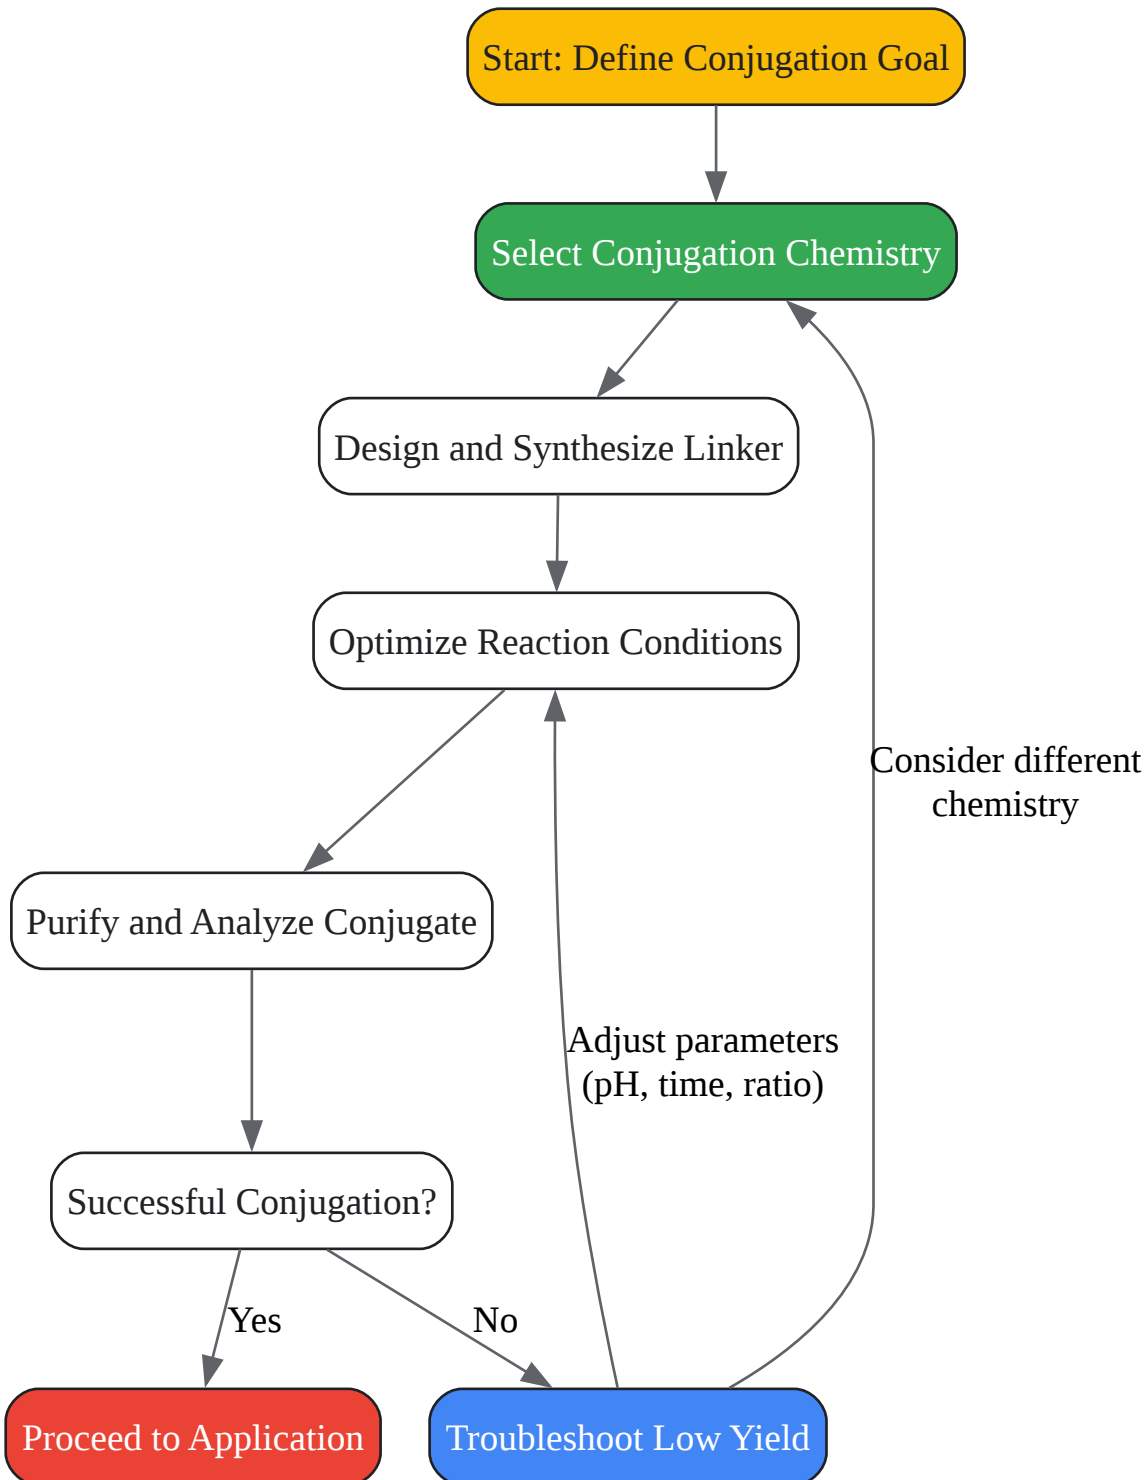 Start: Define Conjugation Goal
Select Conjugation Chemistry
Design and Synthesize Linker
Optimize Reaction Conditions
Consider different
chemistry
Purify and Analyze Conjugate
Adjust parameters
(pH, time, ratio)
Successful Conjugation?
Yes
No
Proceed to Application
Troubleshoot Low Yield